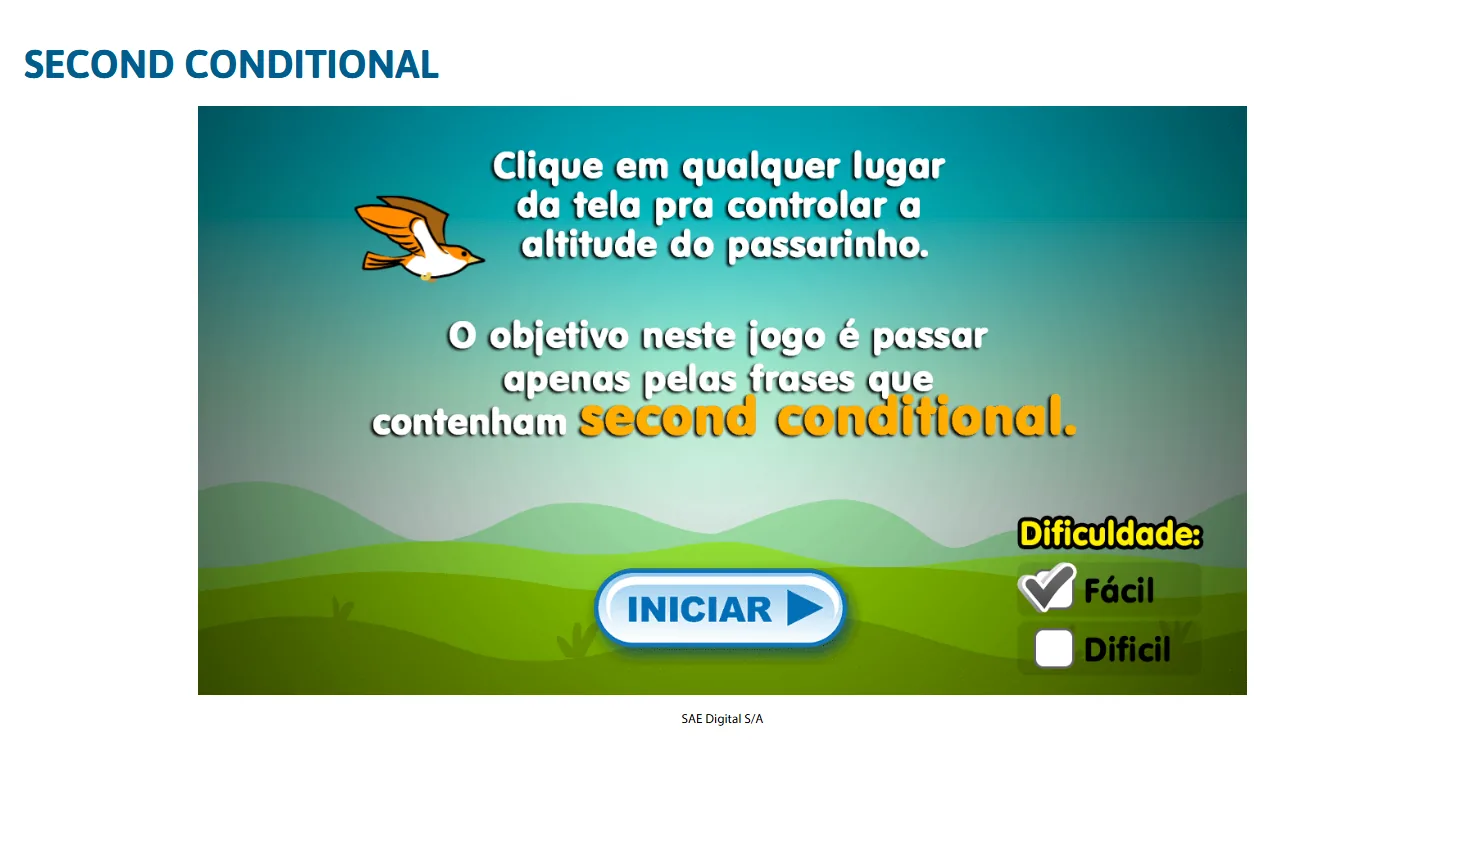 SECOND CONDITIONAL
Clique em qualquer lugar
da tela pra controlar a
altitude do passarinho.
O objetivo neste jogo é passar
apenas pelas frases que
contenham second conditional.
Dificuldade:
Fácil
INICIAR
Dificil
SAE Digital S/A